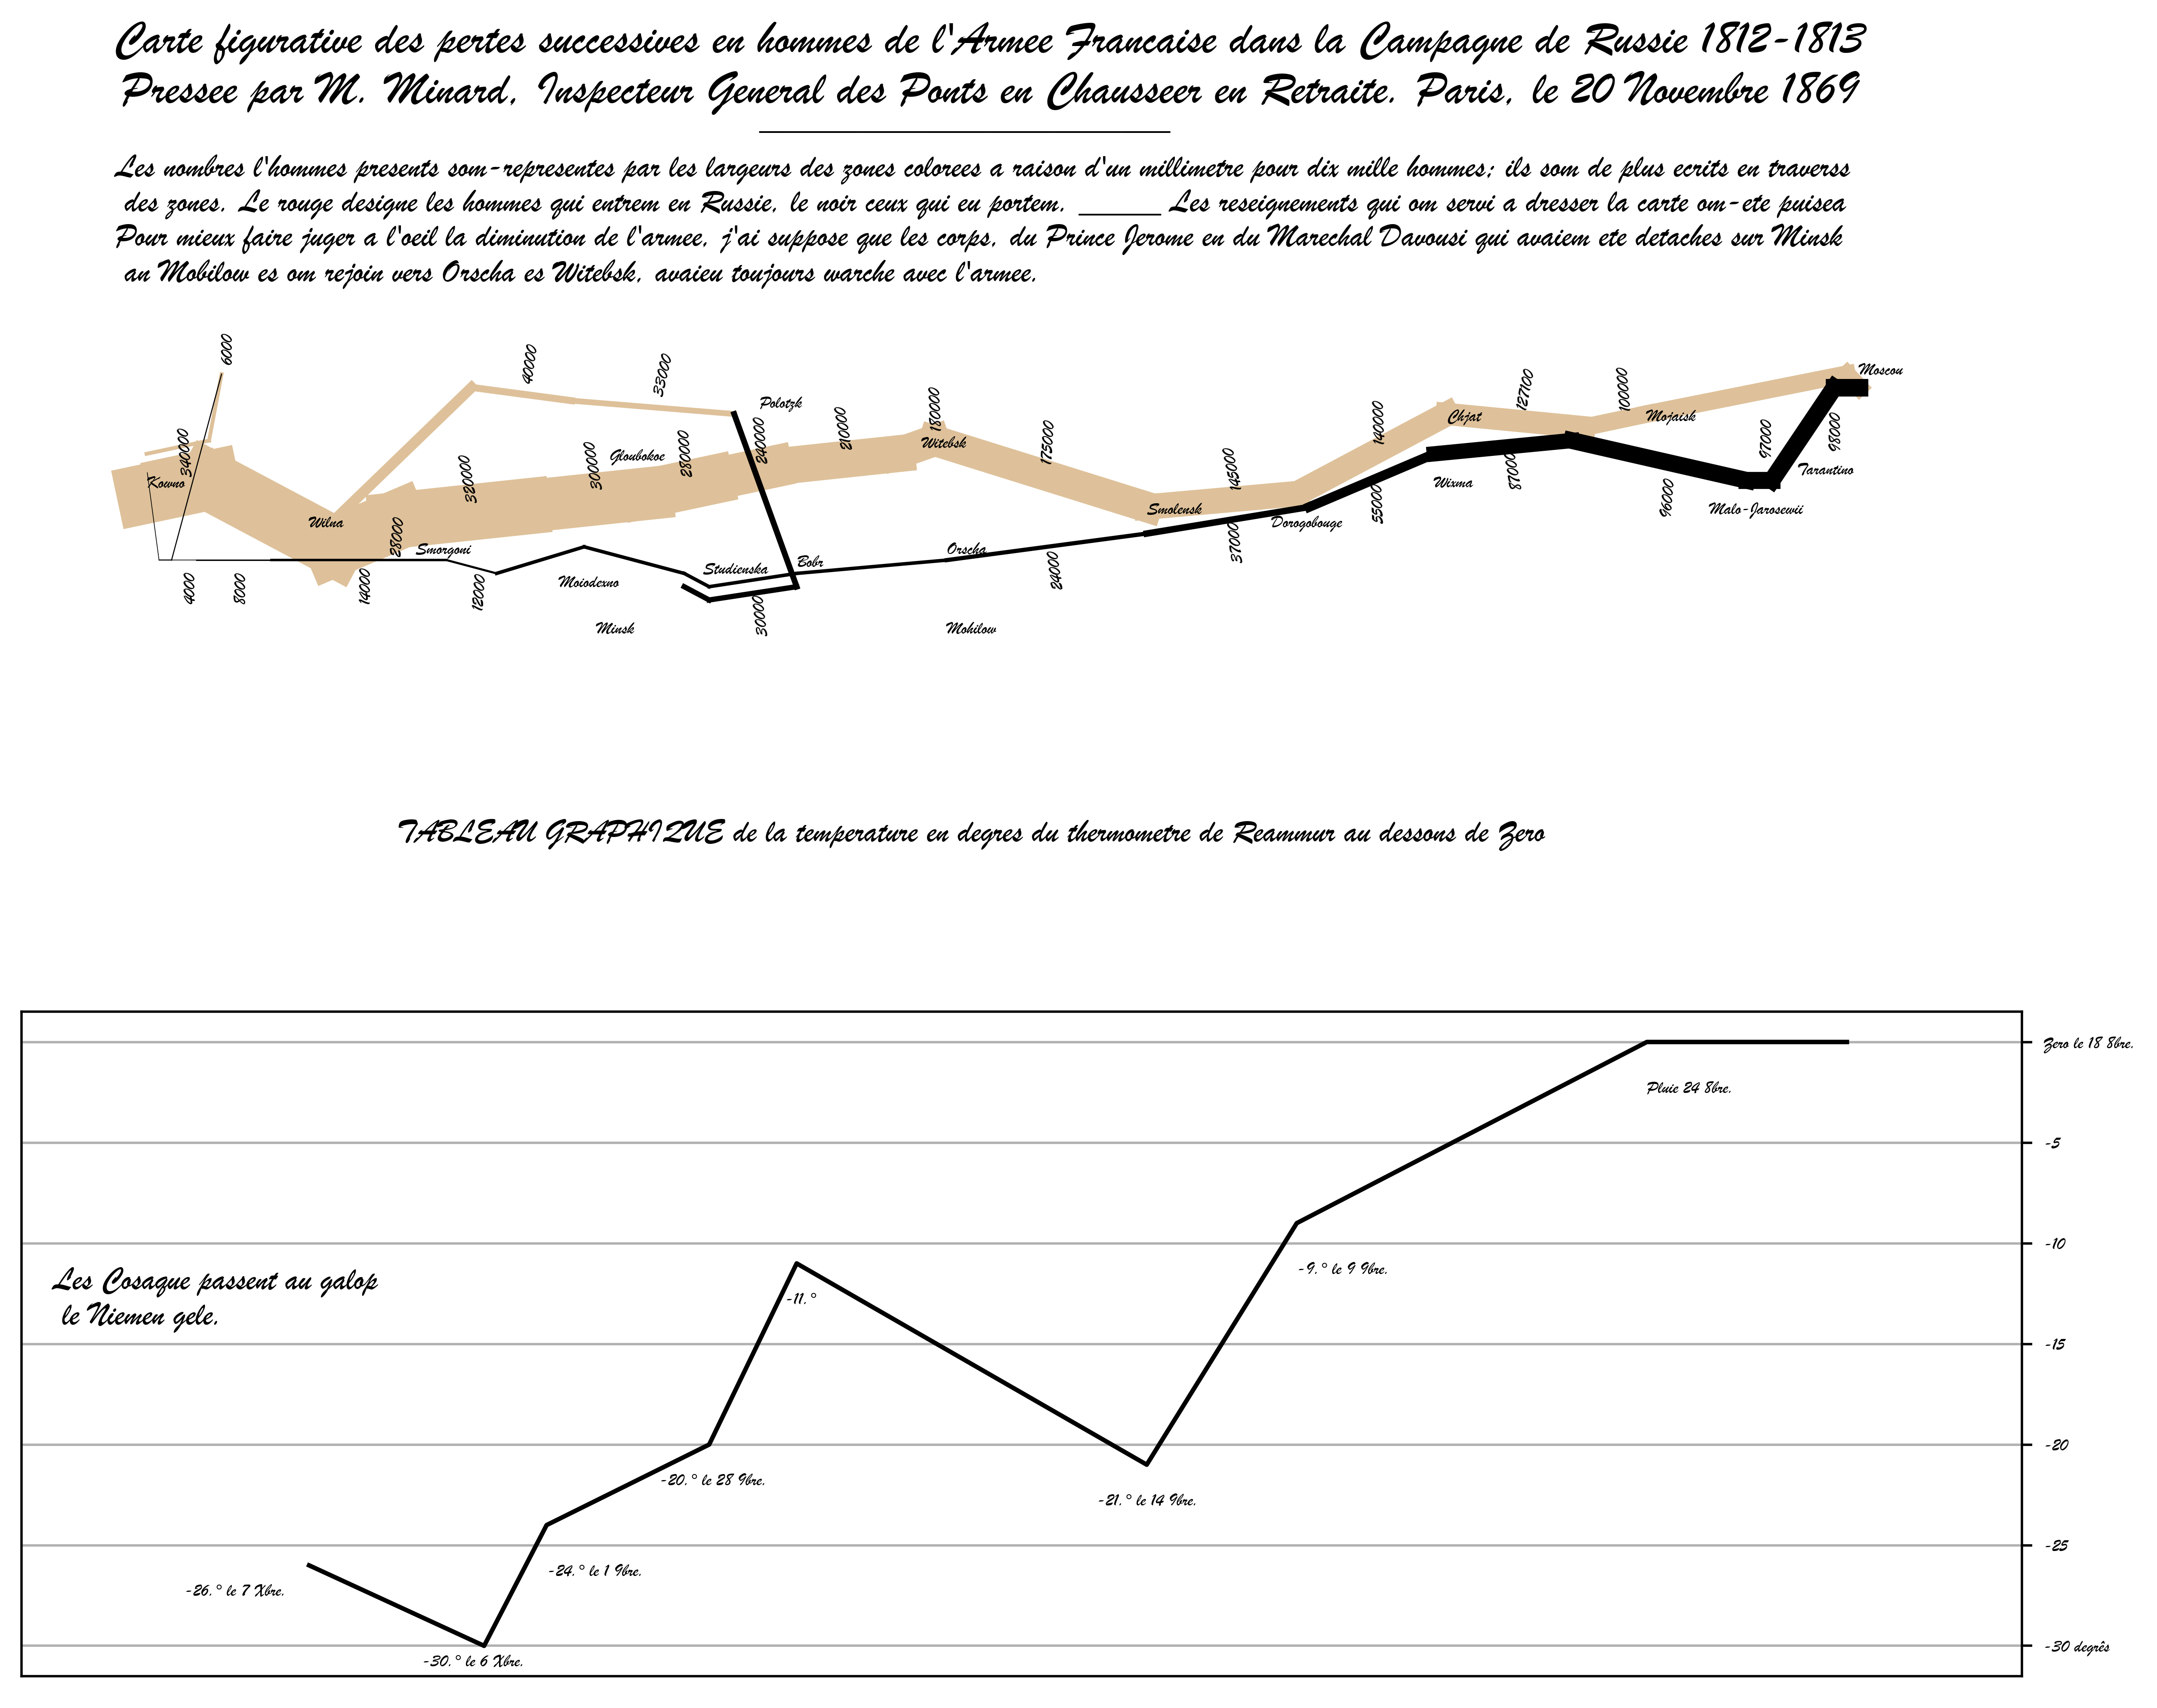 Carte figurative des pertes successives en hommes de l'Armee Francaise dans la Campagne de Russie 1812-1813
Pressee par M. Minard, Inspecteur General des Ponts en Chausseer en Retraite. Paris, le 20 Novembre 1869
Les nombres l'hommes presents som-representes par les largeurs des zones colorees a raison d'un millimetre pour dix mille hommes; ils som de plus ecrits en traverss
des zones. Le rouge designe les hommes qui entrem en Russie, le noir ceux qui eu portem. ______ Les reseignements qui om servi a dresser la carte om-ete puisea
Pour mieux faire juger a l'oeil la diminution de l'armee, j'ai suppose que les corps, du Prince Jerome en du Marechal Davousi qui avaiem ete detaches sur Minsk
an Mobilow es om rejoin vers Orscha es Witebsk, avaieu toujours warche avec l'armee.
6000
40000
33000
Polotzk
340000
Kowno
Wilna
28000
Smorgoni
320000
300000
Gloubokoe
280000
240000
210000
180000
Witebsk
175000
Smolensk
145000
Dorogobouge
140000
Chjat
127100
100000
Mojaisk
Moscou
98000
97000
Tarantino
Malo-Jarosewii
96000
87000
Wixma
55000
37000
24000
Orscha
Bobr
Studienska
30000
Moiodexno
12000
14000
8000
4000
Minsk
Mohilow
TABLEAU GRAPHIQUE de la temperature en degres du thermometre de Reammur au dessons de Zero
Zero le 18 8bre.
Pluie 24 8bre.
-5
-10
-9.° le 9 9bre.
Les Cosaque passent au galop
le Niemen gele.
-11.°
-15
-20
-20.° le 28 9bre.
-21.° le 14 9bre.
-25
-24.° le 1 9bre.
-26.° le 7 Xbre.
-30 degrês
-30.° le 6 Xbre.